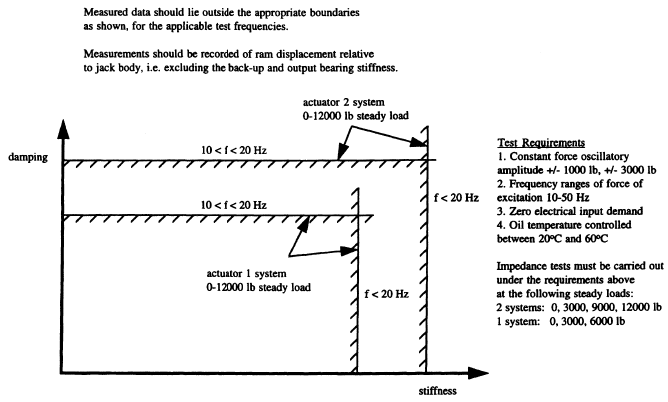 Measured data should lie outside the appropriate boundaries
as shown, for the applicable test frequencies.
Measurements should be recorded of ram displacement relative
to jack body, i.e. excluding the back-up and output bearing stiffness.
actuator 2 system
0-12000 lb steady load
damping
10 < f < 20 Hz
f < 20 Hz
10 < f < 20 Hz
actuator 1 system
0-12000 lb steady load
f < 20 Hz
stiffness
Test Requirements
1. Constant force oscillatory
amplitude +/- 1000 lb, +/- 3000 lb
2. Frequency ranges of force of
excitation 10-50 Hz
3. Zero electrical input demand
4. Oil temperature controlled
between 20ºC and 60ºC
Impedance tests must be carried out
under the requirements above
at the following steady loads:
2 systems: 0, 3000, 9000, 12000 lb
1 system: 0, 3000, 6000 lb